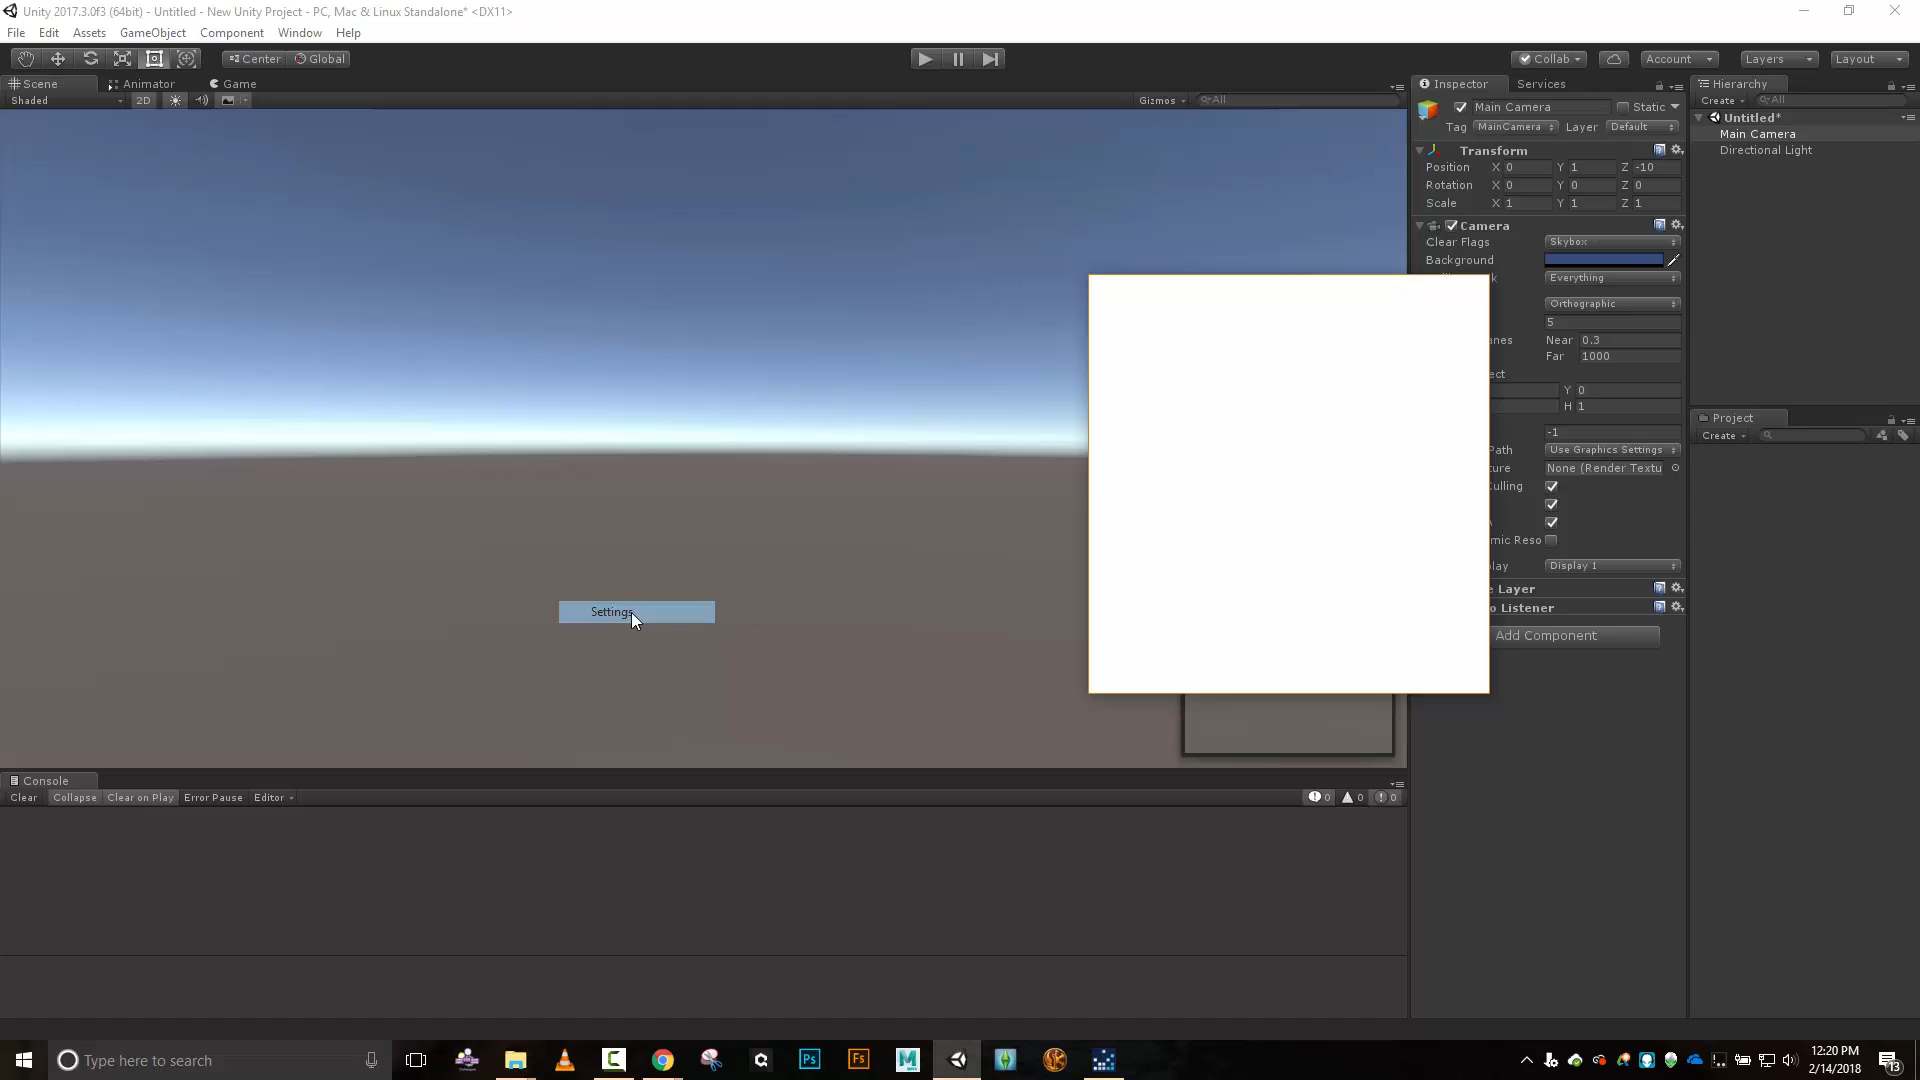 Unity 2017.3.0f3 (64bit) - Untitled - New Unity Project - PC, Mac & Linux Standalone* <DX11>
File Edit Assets GameObject Component Window Help
Center Global
Collab Account Layers Layout
Scene Animator Game
Shaded 2D
Gizmos All
Inspector Services
Main Camera Static
Tag MainCamera Layer Default
Transform
Position X 0 Y 1 Z -10
Rotation X 0 Y 0 Z 0
Scale X 1 Y 1 Z 1
Camera
Clear Flags Skybox
Background
k Everything
Orthographic
5
anes Near 0.3
Far 1000
ect
Y 0
H 1
-1
Path Use Graphics Settings
ture None (Render Textu
Culling
mic Reso
lay Display 1
e Layer
o Listener
Add Component
Hierarchy
Create All
Untitled*
Main Camera
Directional Light
Project
Create
Settings
Console
Clear Collapse Clear on Play Error Pause Editor
0 0 0
Type here to search
Ps Fs M
12:20 PM
2/14/2018
13